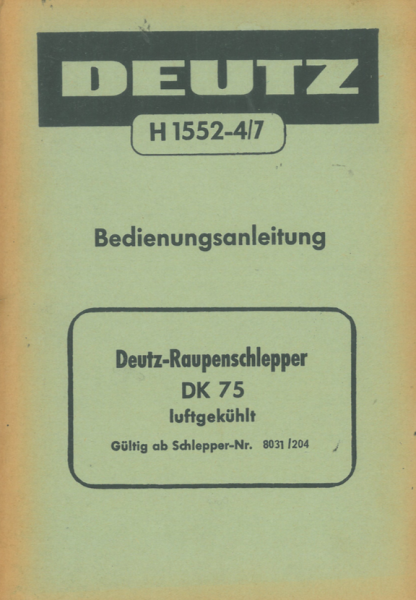 DEUTZ
H 1552-4/7
Bedienungsanleitung
Deutz-Raupenschlepper
DK 75
luftgekühlt
Gültig ab Schlepper-Nr. 8031/204